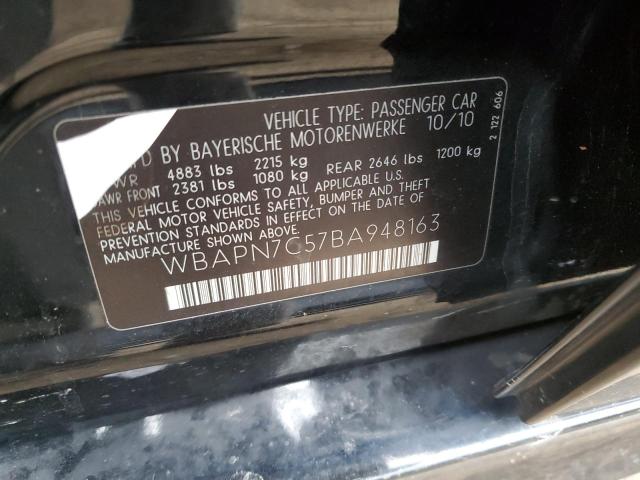 VEHICLE TYPE: PASSENGER CAR
BY BAYERISCHE MOTORENWERKE 10/10
4883 lbs 2215 kg
FRONT 2381 lbs 1080 kg REAR 2646 lbs 1200 kg
THIS VEHICLE CONFORMS TO ALL APPLICABLE
FEDERAL MOTOR VEHICLE SAFETY, BUMPER, AND THEFT
PREVENTION STANDARDS IN EFFECT ON THE DATE OF
MANUFACTURE SHOWN ABOVE.
WBAPN7C57BA948163
2 122 606